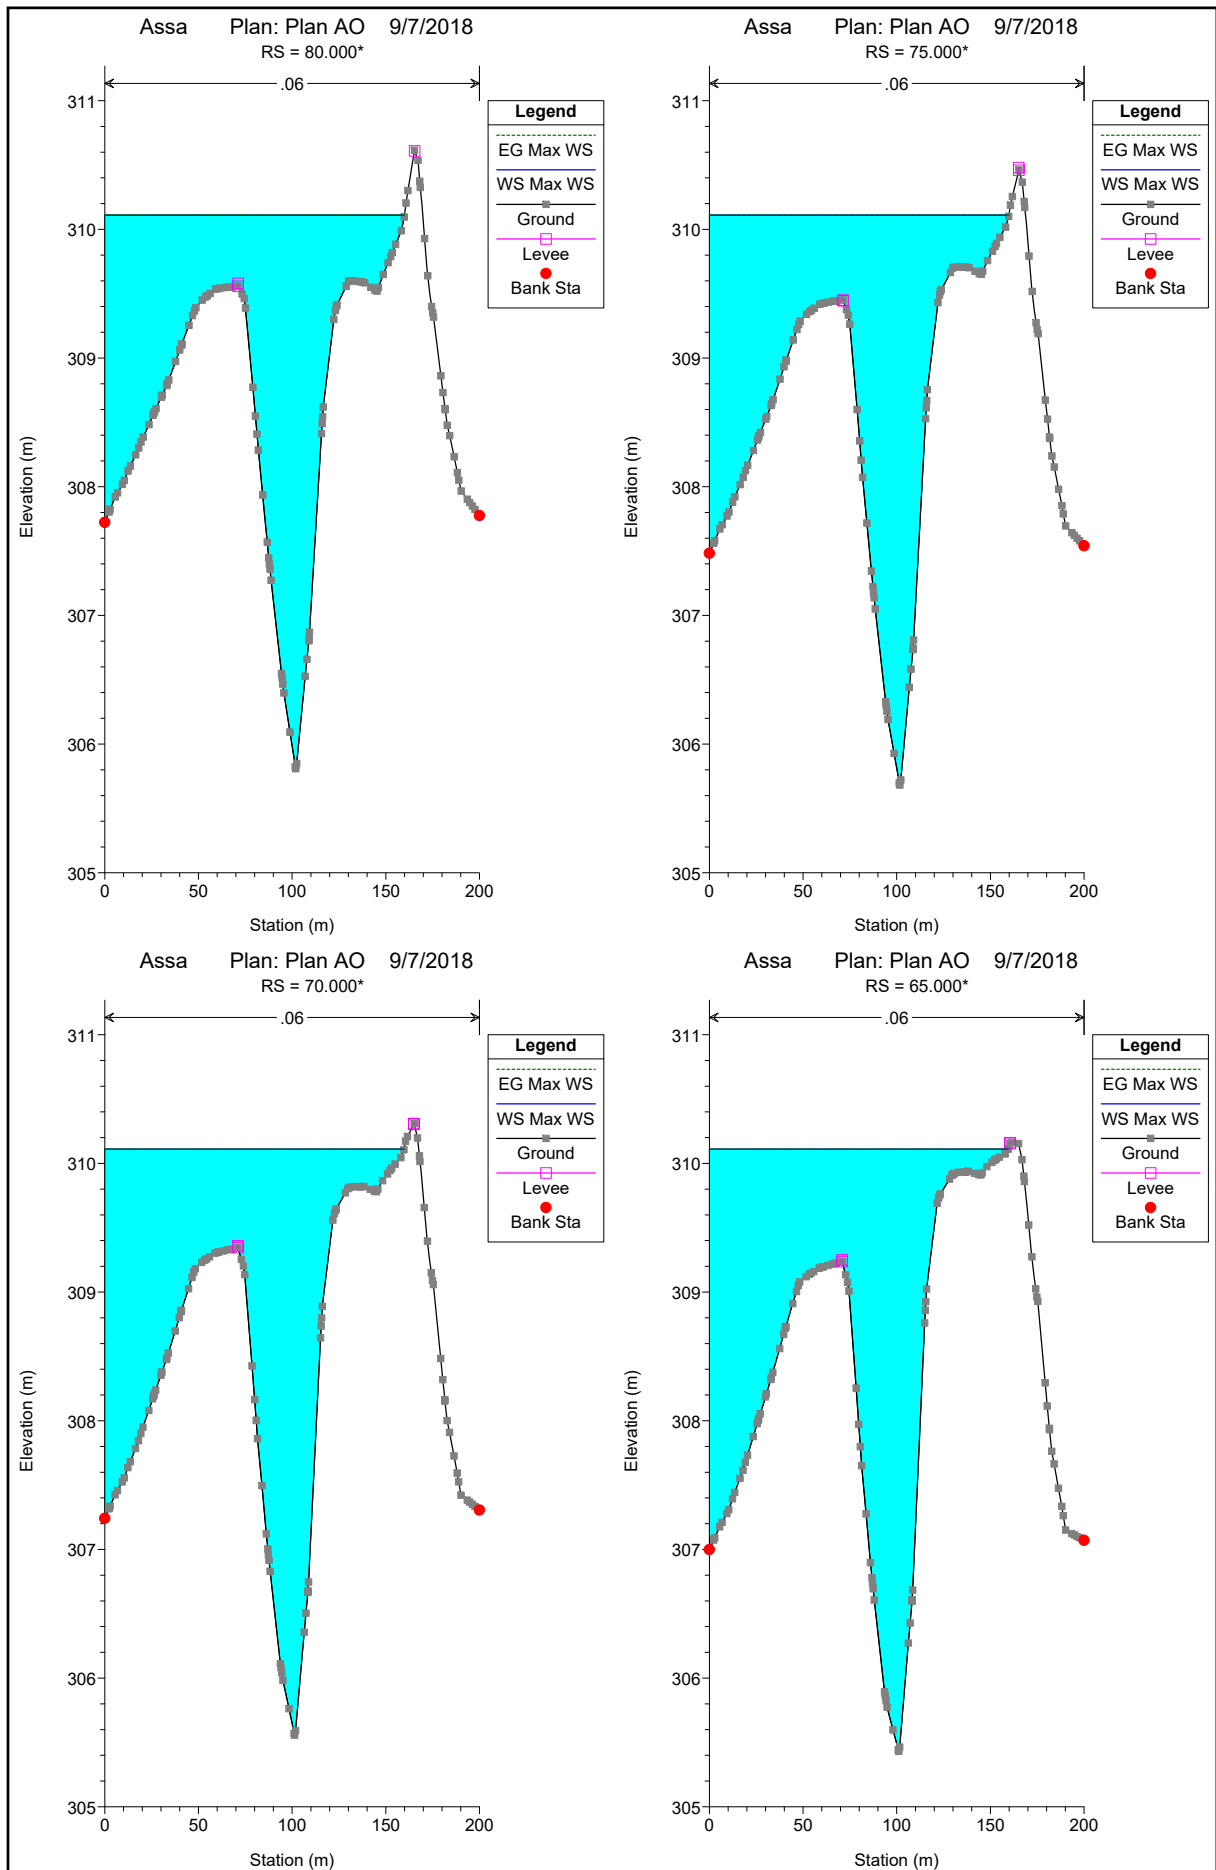 Assa Plan: Plan AO 9/7/2018
RS = 80.000*
.06
311
310
309
308
307
306
305
0 50 100 150 200
Station (m)
Elevation (m)
Legend
EG Max WS
WS Max WS
Ground
Levee
Bank Sta
Assa Plan: Plan AO 9/7/2018
RS = 75.000*
.06
311
310
309
308
307
306
305
0 50 100 150 200
Station (m)
Elevation (m)
Legend
EG Max WS
WS Max WS
Ground
Levee
Bank Sta
Assa Plan: Plan AO 9/7/2018
RS = 70.000*
.06
311
310
309
308
307
306
305
0 50 100 150 200
Station (m)
Elevation (m)
Legend
EG Max WS
WS Max WS
Ground
Levee
Bank Sta
Assa Plan: Plan AO 9/7/2018
RS = 65.000*
.06
311
310
309
308
307
306
305
0 50 100 150 200
Station (m)
Elevation (m)
Legend
EG Max WS
WS Max WS
Ground
Levee
Bank Sta